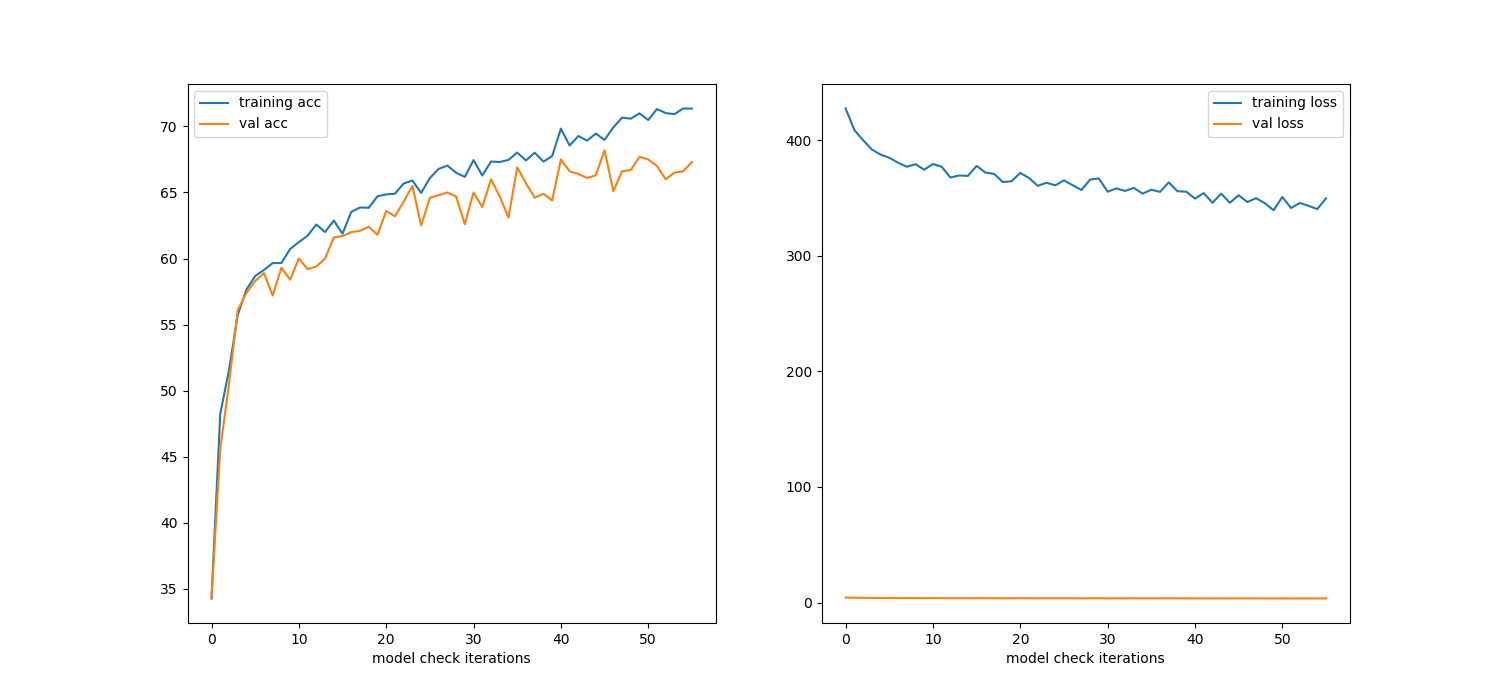 training acc
val acc
70
65
60
55
50
45
40
35
0 10 20 30 40 50
model check iterations
training loss
val loss
400
300
200
100
0
0 10 20 30 40 50
model check iterations